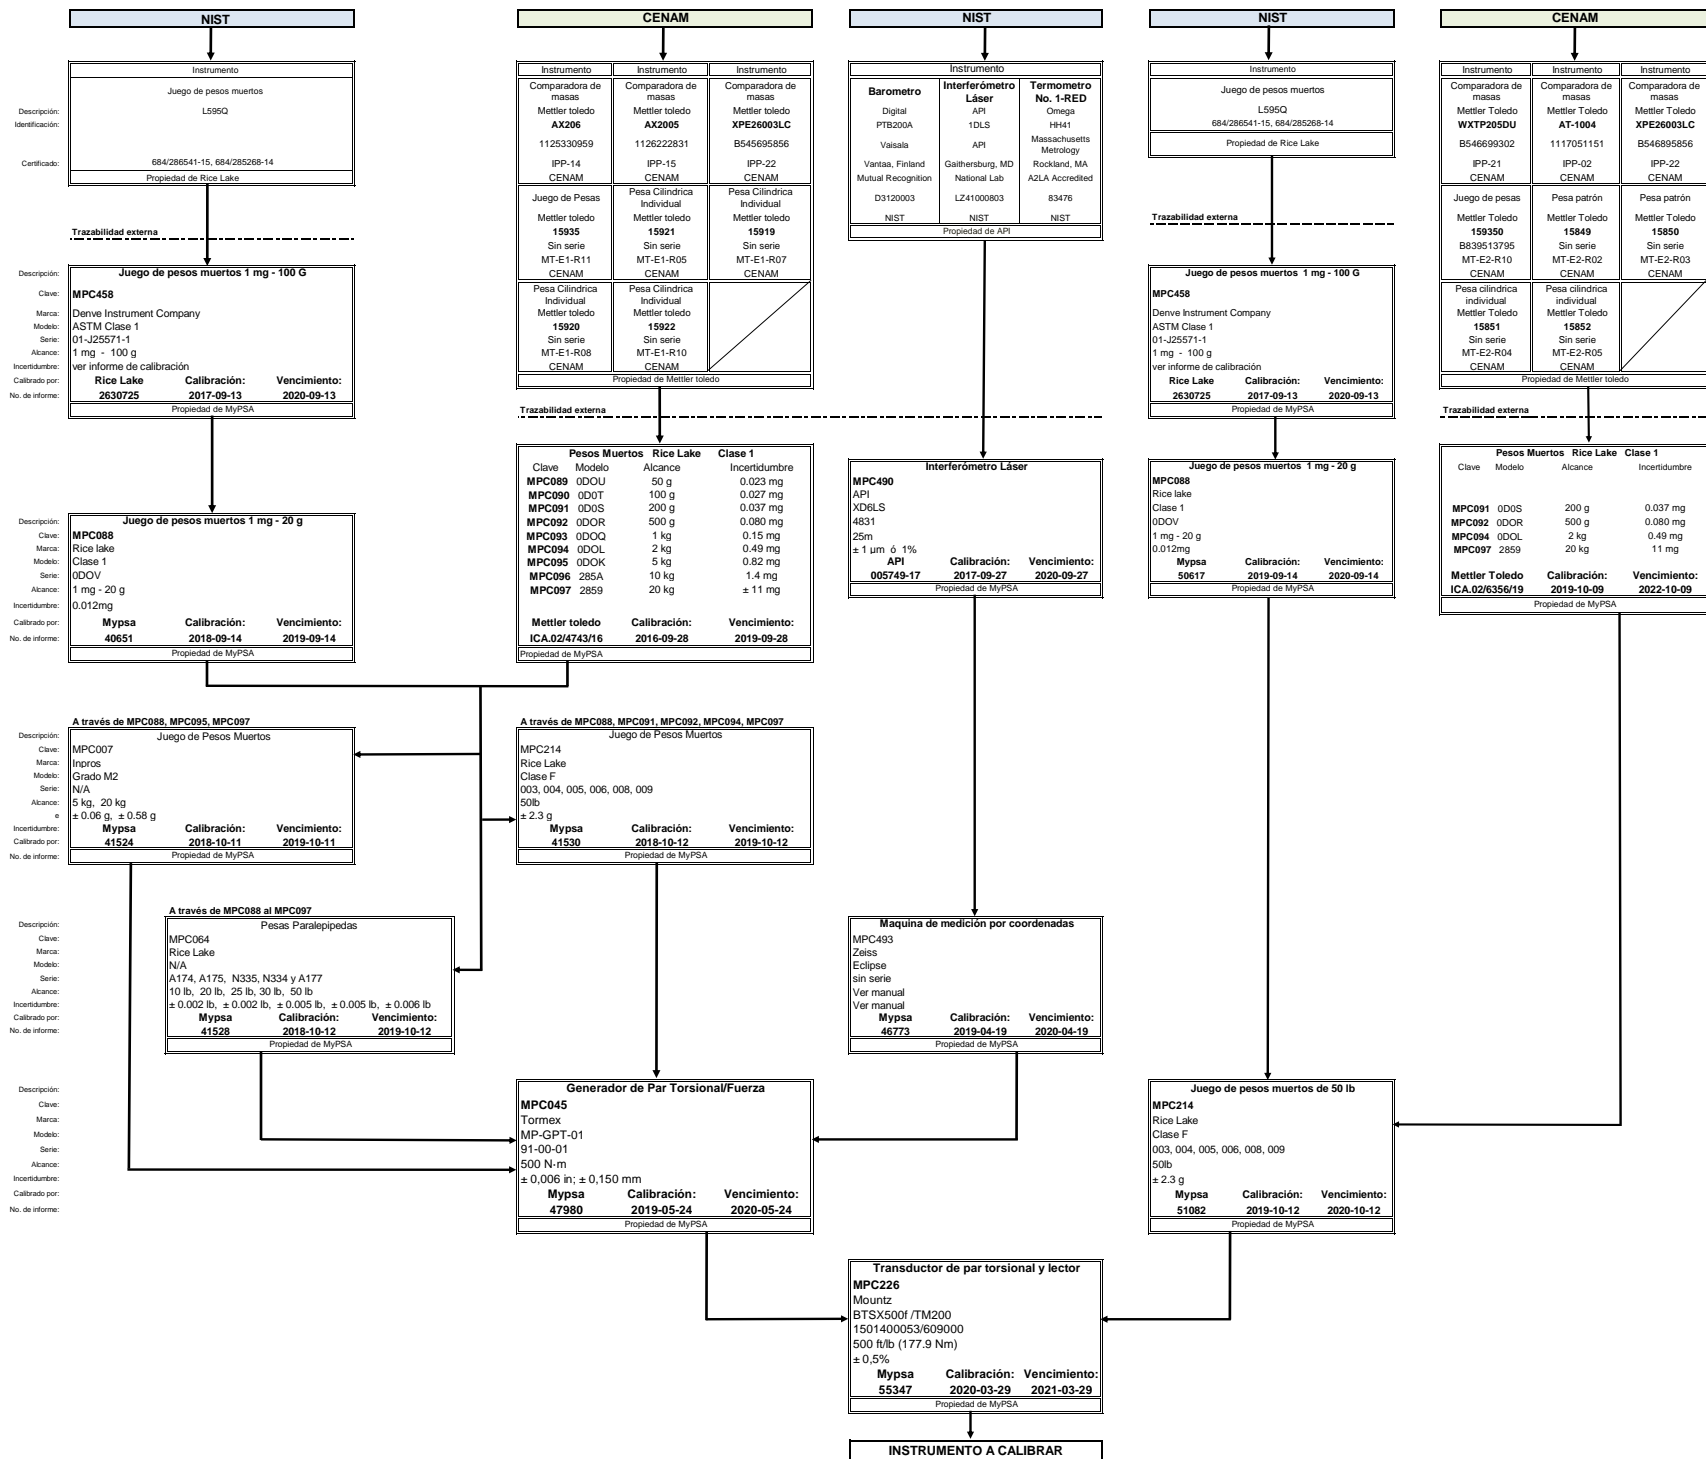 NIST
CENAM
NIST
NIST
CENAM
Instrumento
Juego de pesos muertos
Descripción:
L595Q
Identificación:
Certificado:
684/286541-15, 684/285268-14
Propiedad de Rice Lake
Instrumento Instrumento Instrumento
Comparadora de masas Comparadora de masas Comparadora de masas
Mettler toledo Mettler toledo Mettler toledo
AX206 AX2005 XPE26003LC
1125330959 1126222831 B545695856
IPP-14 IPP-15 IPP-22
CENAM CENAM CENAM
Juego de Pesas Pesa Cilindrica Individual Pesa Cilindrica Individual
Mettler toledo Mettler toledo Mettler toledo
15935 15921 15919
Sin serie Sin serie Sin serie
MT-E1-R11 MT-E1-R05 MT-E1-R07
CENAM CENAM CENAM
Pesa Cilindrica Individual Pesa Cilindrica Individual
Mettler toledo Mettler toledo
15920 15922
Sin serie Sin serie
MT-E1-R08 MT-E1-R10
CENAM CENAM
Propiedad de Mettler toledo
Instrumento
Barometro Interferómetro Láser Termometro No. 1-RED
Digital API Omega
PTB200A 1DLS HH41
Vaisala API Massachusetts Metrology
Vantaa, Finland Gaithersburg, MD Rockland, MA
Mutual Recognition National Lab A2LA Accredited
D3120003 LZ41000803 83476
NIST NIST NIST
Propiedad de API
Instrumento
Juego de pesos muertos
L595Q
684/286541-15, 684/285268-14
Propiedad de Rice Lake
Instrumento Instrumento Instrumento
Comparadora de masas Comparadora de masas Comparadora de masas
Mettler Toledo Mettler Toledo Mettler Toledo
WXTP205DU AT-1004 XPE26003LC
B546699302 1117051151 B546895856
IPP-21 IPP-02 IPP-22
CENAM CENAM CENAM
Juego de pesas Pesa patrón Pesa patrón
Mettler Toledo Mettler Toledo Mettler Toledo
159350 15849 15850
B839513795 Sin serie Sin serie
MT-E2-R10 MT-E2-R02 MT-E2-R03
CENAM CENAM CENAM
Pesa cilindrica individual Pesa cilindrica individual
Mettler Toledo Mettler Toledo
15851 15852
Sin serie Sin serie
MT-E2-R04 MT-E2-R05
CENAM CENAM
Propiedad de Mettler toledo
Trazabilidad externa
Trazabilidad externa
Trazabilidad externa
Trazabilidad externa
Descripción: Juego de pesos muertos 1 mg - 100 G
Clave: MPC458
Marca: Denve Instrument Company
Modelo: ASTM Clase 1
Serie: 01-J25571-1
Alcance: 1 mg - 100 g
Incertidumbre: ver informe de calibración
Calibrado por: Rice Lake Calibración: Vencimiento:
No. de informe: 2630725 2017-09-13 2020-09-13
Propiedad de MyPSA
Juego de pesos muertos 1 mg - 100 G
MPC458
Denve Instrument Company
ASTM Clase 1
01-J25571-1
1 mg - 100 g
ver informe de calibración
Rice Lake Calibración: Vencimiento:
2630725 2017-09-13 2020-09-13
Propiedad de MyPSA
Descripción: Juego de pesos muertos 1 mg - 20 g
Clave: MPC088
Marca: Rice lake
Modelo: Clase 1
Serie: 0DOV
Alcance: 1 mg - 20 g
Incertidumbre: 0.012mg
Calibrado por: Mypsa Calibración: Vencimiento:
No. de informe: 40651 2018-09-14 2019-09-14
Propiedad de MyPSA
Pesos Muertos Rice Lake Clase 1
Clave Modelo Alcance Incertidumbre
MPC089 0DOU 50 g 0.023 mg
MPC090 0D0T 100 g 0.027 mg
MPC091 0D0S 200 g 0.037 mg
MPC092 0DOR 500 g 0.080 mg
MPC093 0DOQ 1 kg 0.15 mg
MPC094 0DOL 2 kg 0.49 mg
MPC095 0DOK 5 kg 0.82 mg
MPC096 285A 10 kg 1.4 mg
MPC097 2859 20 kg ± 11 mg
Mettler toledo Calibración: Vencimiento:
ICA.02/4743/16 2016-09-28 2019-09-28
Propiedad de MyPSA
Interferómetro Láser
MPC490
API
XD6LS
4831
25m
± 1 µm ó 1%
API Calibración: Vencimiento:
005749-17 2017-09-27 2020-09-27
Propiedad de MyPSA
Juego de pesos muertos 1 mg - 20 g
MPC088
Rice lake
Clase 1
0DOV
1 mg - 20 g
0.012mg
Mypsa Calibración: Vencimiento:
50617 2019-09-14 2020-09-14
Propiedad de MyPSA
Pesos Muertos Rice Lake Clase 1
Clave Modelo Alcance Incertidumbre
MPC091 0D0S 200 g 0.037 mg
MPC092 0DOR 500 g 0.080 mg
MPC094 0DOL 2 kg 0.49 mg
MPC097 2859 20 kg 11 mg
Mettler Toledo Calibración: Vencimiento:
ICA.02/6356/19 2019-10-09 2022-10-09
Propiedad de MyPSA
A través de MPC088, MPC095, MPC097
Descripción: Juego de Pesos Muertos
Clave: MPC007
Marca: Inpros
Modelo: Grado M2
Serie: N/A
Alcance: 5 kg, 20 kg
e ± 0.06 g, ± 0.58 g
Incertidumbre: Mypsa Calibración: Vencimiento:
Calibrado por: 41524 2018-10-11 2019-10-11
No. de informe: Propiedad de MyPSA
A través de MPC088, MPC091, MPC092, MPC094, MPC097
Juego de Pesos Muertos
MPC214
Rice Lake
Clase F
003, 004, 005, 006, 008, 009
50lb
± 2.3 g
Mypsa Calibración: Vencimiento:
41530 2018-10-12 2019-10-12
Propiedad de MyPSA
A través de MPC088 al MPC097
Descripción: Pesas Paralepipedas
Clave: MPC064
Marca: Rice Lake
Modelo: N/A
Serie: A174, A175, N335, N334 y A177
Alcance: 10 lb, 20 lb, 25 lb, 30 lb, 50 lb
Incertidumbre: ± 0.002 lb, ± 0.002 lb, ± 0.005 lb, ± 0.005 lb, ± 0.006 lb
Calibrado por: Mypsa Calibración: Vencimiento:
No. de informe: 41528 2018-10-12 2019-10-12
Propiedad de MyPSA
Maquina de medición por coordenadas
MPC493
Zeiss
Eclipse
sin serie
Ver manual
Ver manual
Mypsa Calibración: Vencimiento:
46773 2019-04-19 2020-04-19
Propiedad de MyPSA
Descripción: Generador de Par Torsional/Fuerza
Clave: MPC045
Marca: Tormex
Modelo: MP-GPT-01
Serie: 91-00-01
Alcance: 500 N·m
Incertidumbre: ± 0,006 in; ± 0,150 mm
Calibrado por: Mypsa Calibración: Vencimiento:
No. de informe: 47980 2019-05-24 2020-05-24
Propiedad de MyPSA
Juego de pesos muertos de 50 lb
MPC214
Rice Lake
Clase F
003, 004, 005, 006, 008, 009
50lb
± 2.3 g
Mypsa Calibración: Vencimiento:
51082 2019-10-12 2020-10-12
Propiedad de MyPSA
Transductor de par torsional y lector
MPC226
Mountz
BTSX500f /TM200
1501400053/609000
500 ft/lb (177.9 Nm)
± 0,5%
Mypsa Calibración: Vencimiento:
55347 2020-03-29 2021-03-29
Propiedad de MyPSA
INSTRUMENTO A CALIBRAR